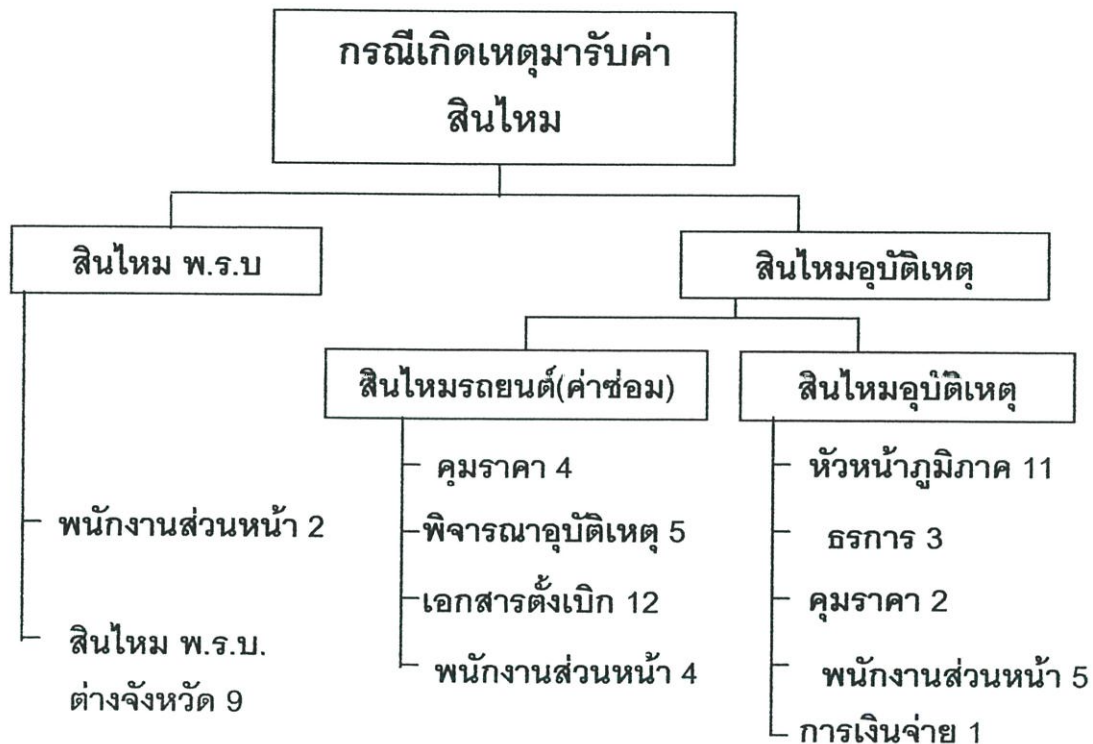 กรณีเกิดเหตุมารับค่า
สินไหม
สินไหม พ.ร.บ
สินไหมอุบัติเหตุ
สินไหมรถยนต์(ค่าซ่อม)
สินไหมอุบัติเหตุ
พนักงานส่วนหน้า 2
สินไหม พ.ร.บ.
ต่างจังหวัด 9
คุมราคา 4
พิจารณาอุบัติเหตุ 5
เอกสารตั้งเบิก 12
พนักงานส่วนหน้า 4
หัวหน้าภูมิภาค 11
ธรการ 3
คุมราคา 2
พนักงานส่วนหน้า 5
การเงินจ่าย 1